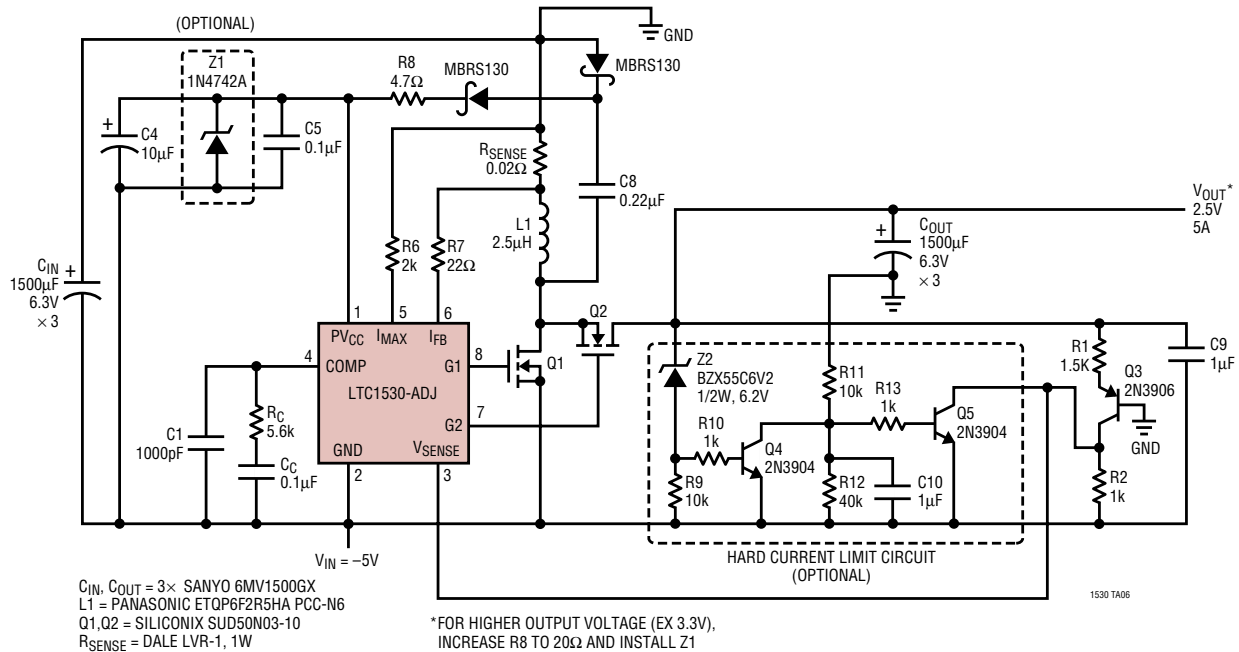 (OPTIONAL)
GND
Z1
1N4742A
R8
4.7Ω
MBRS130
MBRS130
+
C4
10µF
C5
0.1µF
RSENSE
0.02Ω
C8
0.22µF
L1
2.5µH
VOUT*
2.5V
5A
+
COUT
1500µF
6.3V
× 3
R6
2k
R7
22Ω
CIN
+
1500µF
6.3V
× 3
1
5
6
PVCC
IMAX
IFB
4
COMP
G1
8
Q1
Q2
LTC1530-ADJ
G2
7
GND
VSENSE
2
3
RC
5.6k
C1
1000pF
CC
0.1µF
Z2
BZX55C6V2
1/2W, 6.2V
R11
10k
R13
1k
Q5
2N3904
R10
1k
Q4
2N3904
R9
10k
R12
40k
C10
1µF
R1
1.5K
Q3
2N3906
GND
R2
1k
C9
1µF
HARD CURRENT LIMIT CIRCUIT
(OPTIONAL)
VIN = –5V
CIN, COUT = 3× SANYO 6MV1500GX
L1 = PANASONIC ETQP6F2R5HA PCC-N6
Q1,Q2 = SILICONIX SUD50N03-10
RSENSE = DALE LVR-1, 1W
*FOR HIGHER OUTPUT VOLTAGE (EX 3.3V),
INCREASE R8 TO 20Ω AND INSTALL Z1
1530 TA06